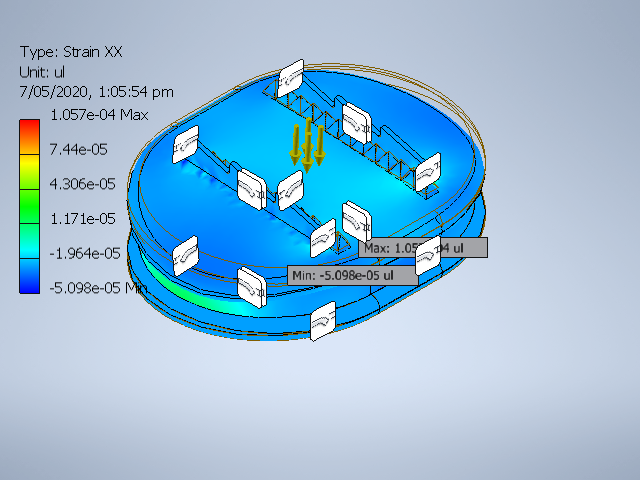 Type: Strain XX
Unit: ul
7/05/2020, 1:05:54 pm
1.057e-04 Max
7.44e-05
4.306e-05
1.171e-05
-1.964e-05
-5.098e-05 Min
Max: 1.05 04 ul
Min: -5.098e-05 ul